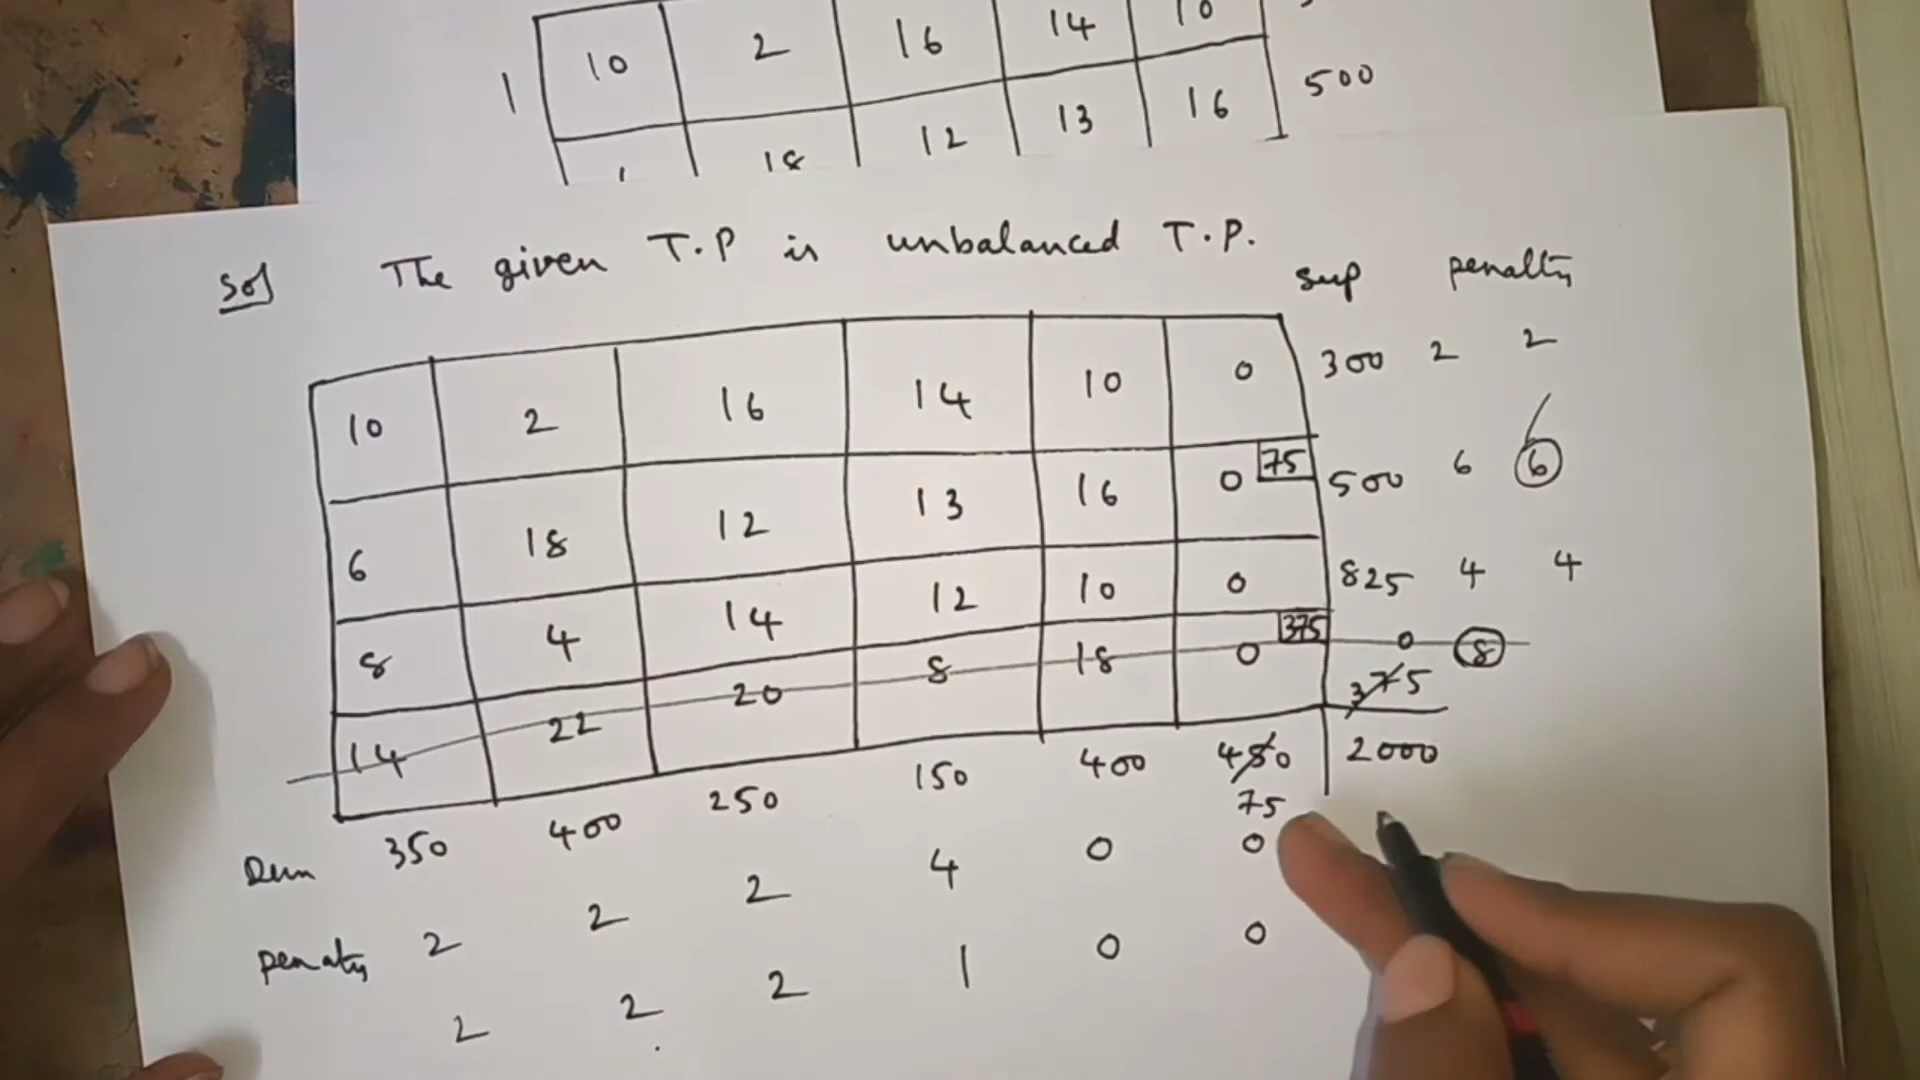 10 2 16 14 10
1 500
18 12 13 16
Sol The given T.P is unbalanced T.P.
sup penalty
10 2 16 14 10 0 300 2 2
6 18 12 13 16 0 75 500 6 6
8 4 14 12 10 0 825 4 4
14 22 20 8 18 0 375 0 8
375
350 400 250 150 400 450 2000
75
Dem
2 2 2 4 0 0
penalty
2 2 2 1 0 0